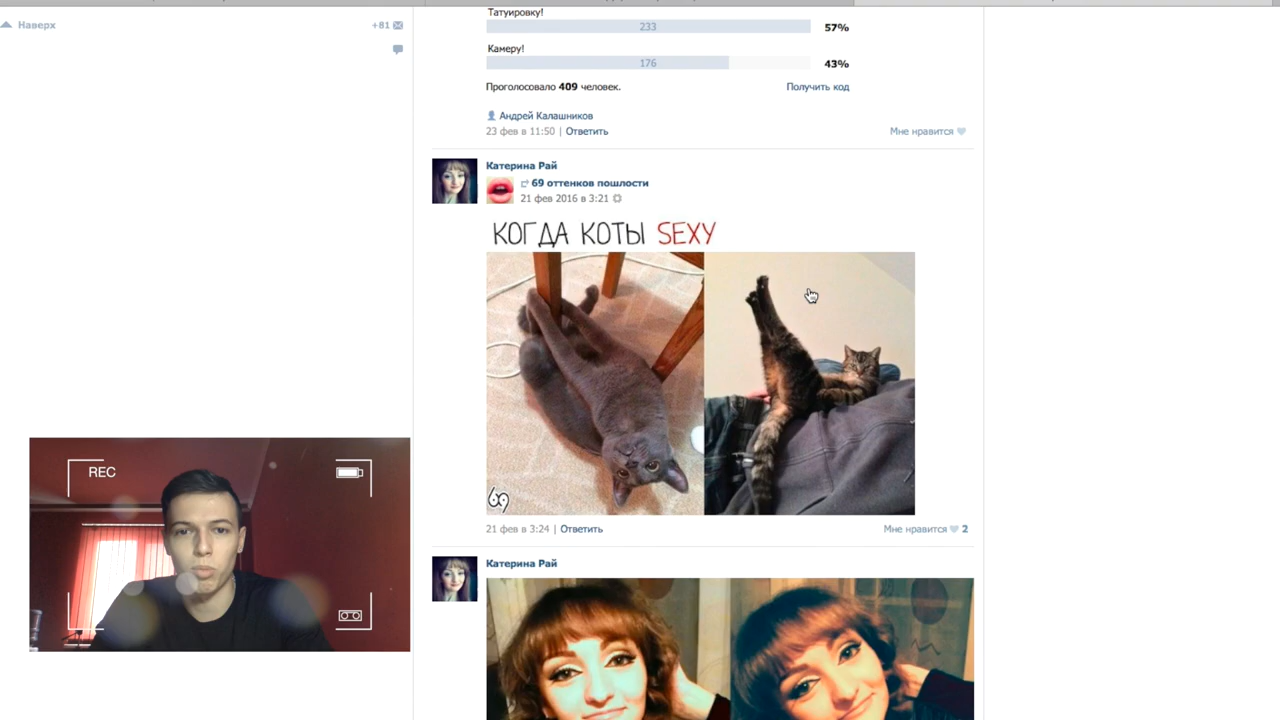 Наверх
+81
Татуировку!
233
57%
Камеру!
176
43%
Проголосовало 409 человек.
Получить код
Андрей Калашников
23 фев в 11:50 | Ответить
Мне нравится
Катерина Рай
69 оттенков пошлости
21 фев 2016 в 3:21
КОГДА КОТЫ SEXY
69
21 фев в 3:24 | Ответить
Мне нравится 2
Катерина Рай
REC